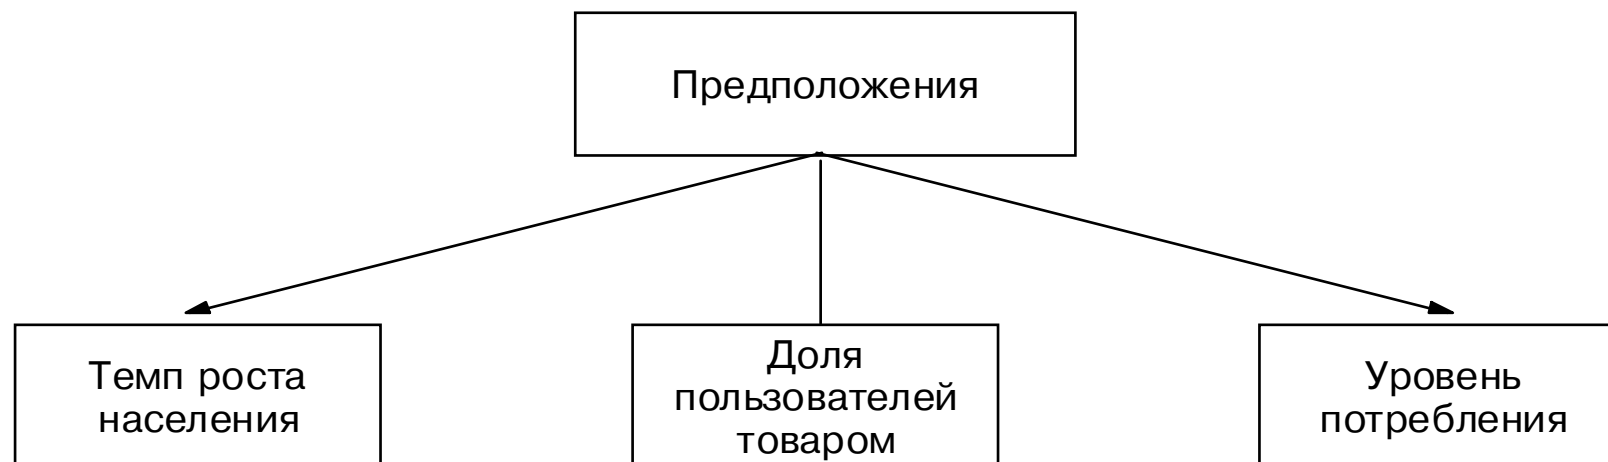 Предположения
Темп роста
населения
Доля
пользователей
товаром
Уровень
потребления